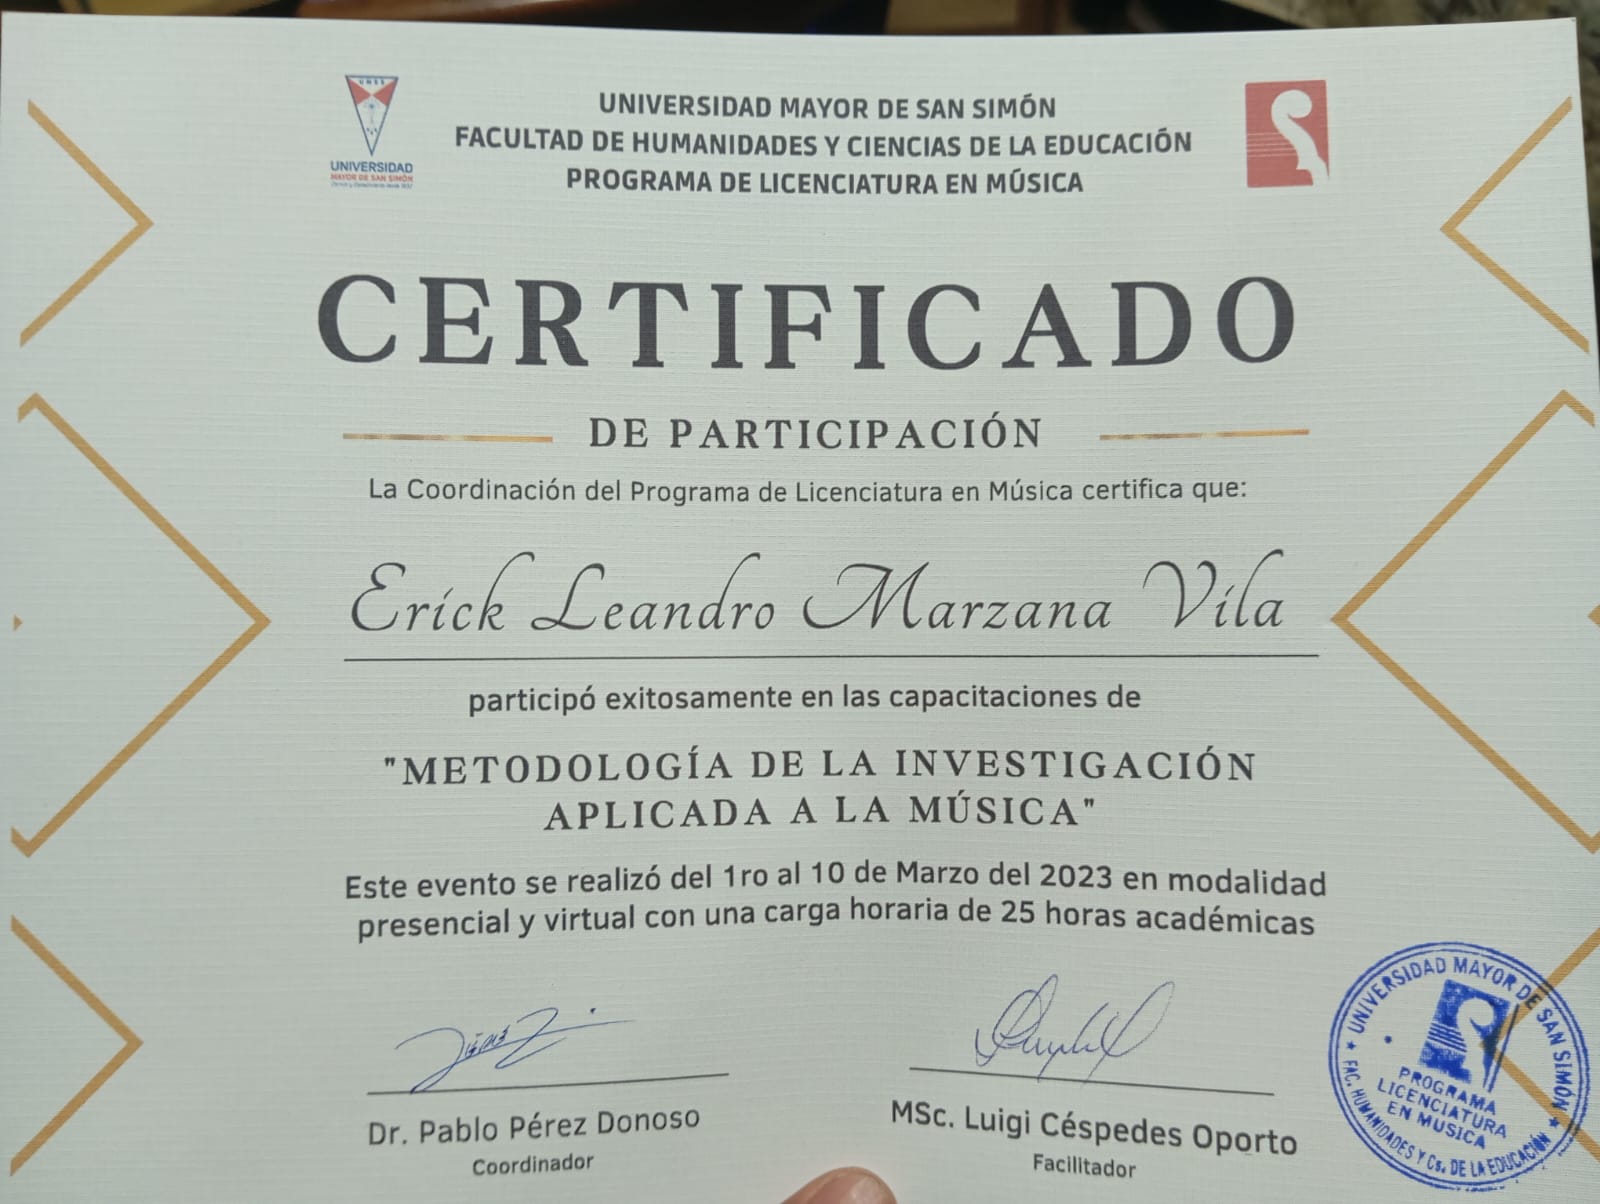 UMSS
UNIVERSIDAD
MAYOR DE SAN SIMÓN
Ciencia y Conocimiento desde 1832
UNIVERSIDAD MAYOR DE SAN SIMÓN
FACULTAD DE HUMANIDADES Y CIENCIAS DE LA EDUCACIÓN
PROGRAMA DE LICENCIATURA EN MÚSICA
CERTIFICADO
DE PARTICIPACIÓN
La Coordinación del Programa de Licenciatura en Música certifica que:
Erick Leandro Marzana Vila
participó exitosamente en las capacitaciones de
"METODOLOGÍA DE LA INVESTIGACIÓN
APLICADA A LA MÚSICA"
Este evento se realizó del 1ro al 10 de Marzo del 2023 en modalidad
presencial y virtual con una carga horaria de 25 horas académicas
Dr. Pablo Pérez Donoso
Coordinador
MSc. Luigi Céspedes Oporto
Facilitador
UNIVERSIDAD MAYOR DE SAN SIMÓN
PROGRAMA
LICENCIATURA
EN MUSICA
FAC. HUMANIDADES Y Cs. DE LA EDUCACIÓN